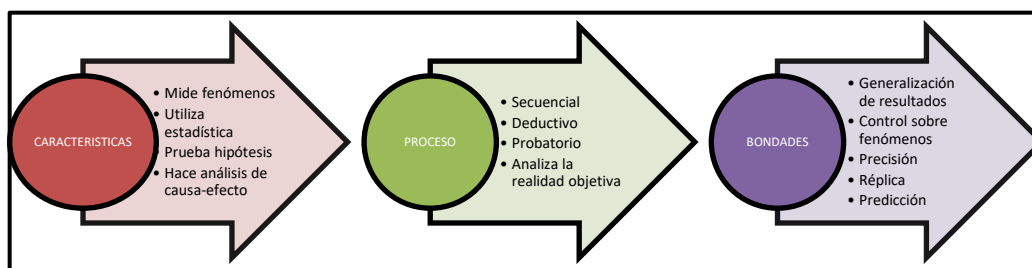 CARACTERISTICAS
• Mide fenómenos
• Utiliza
estadística
• Prueba hipótesis
• Hace análisis de
causa-efecto
PROCESO
• Secuencial
• Deductivo
• Probatorio
• Analiza la
realidad objetiva
BONDADES
• Generalización
de resultados
• Control sobre
fenómenos
• Precisión
• Réplica
• Predicción